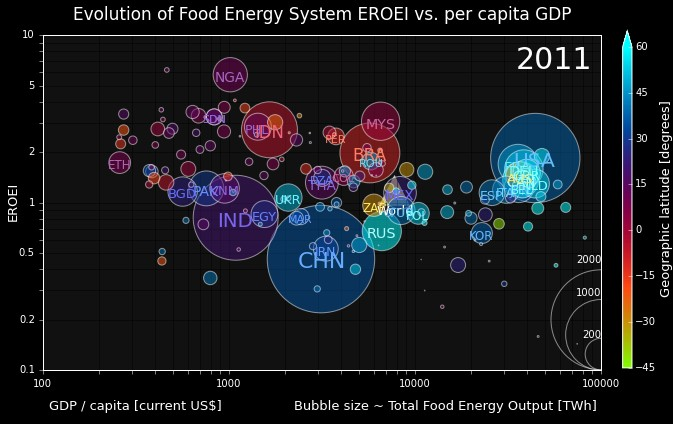 Evolution of Food Energy System EROEI vs. per capita GDP
2011
10
5
2
1
0.5
0.2
0.1
EROEI
100
1000
10000
100000
GDP / capita [current US$]
Bubble size ~ Total Food Energy Output [TWh]
60
45
30
15
0
−15
−30
−45
Geographic latitude [degrees]
2000
1000
200
NGA
ETH
IDN
MYS
PER
BRA
ROU
USA
BGD
PAK
THA
UKR
EGY
MAR
IND
CHN
IRN
ZAF
World
POL
RUS
ESP
KOR